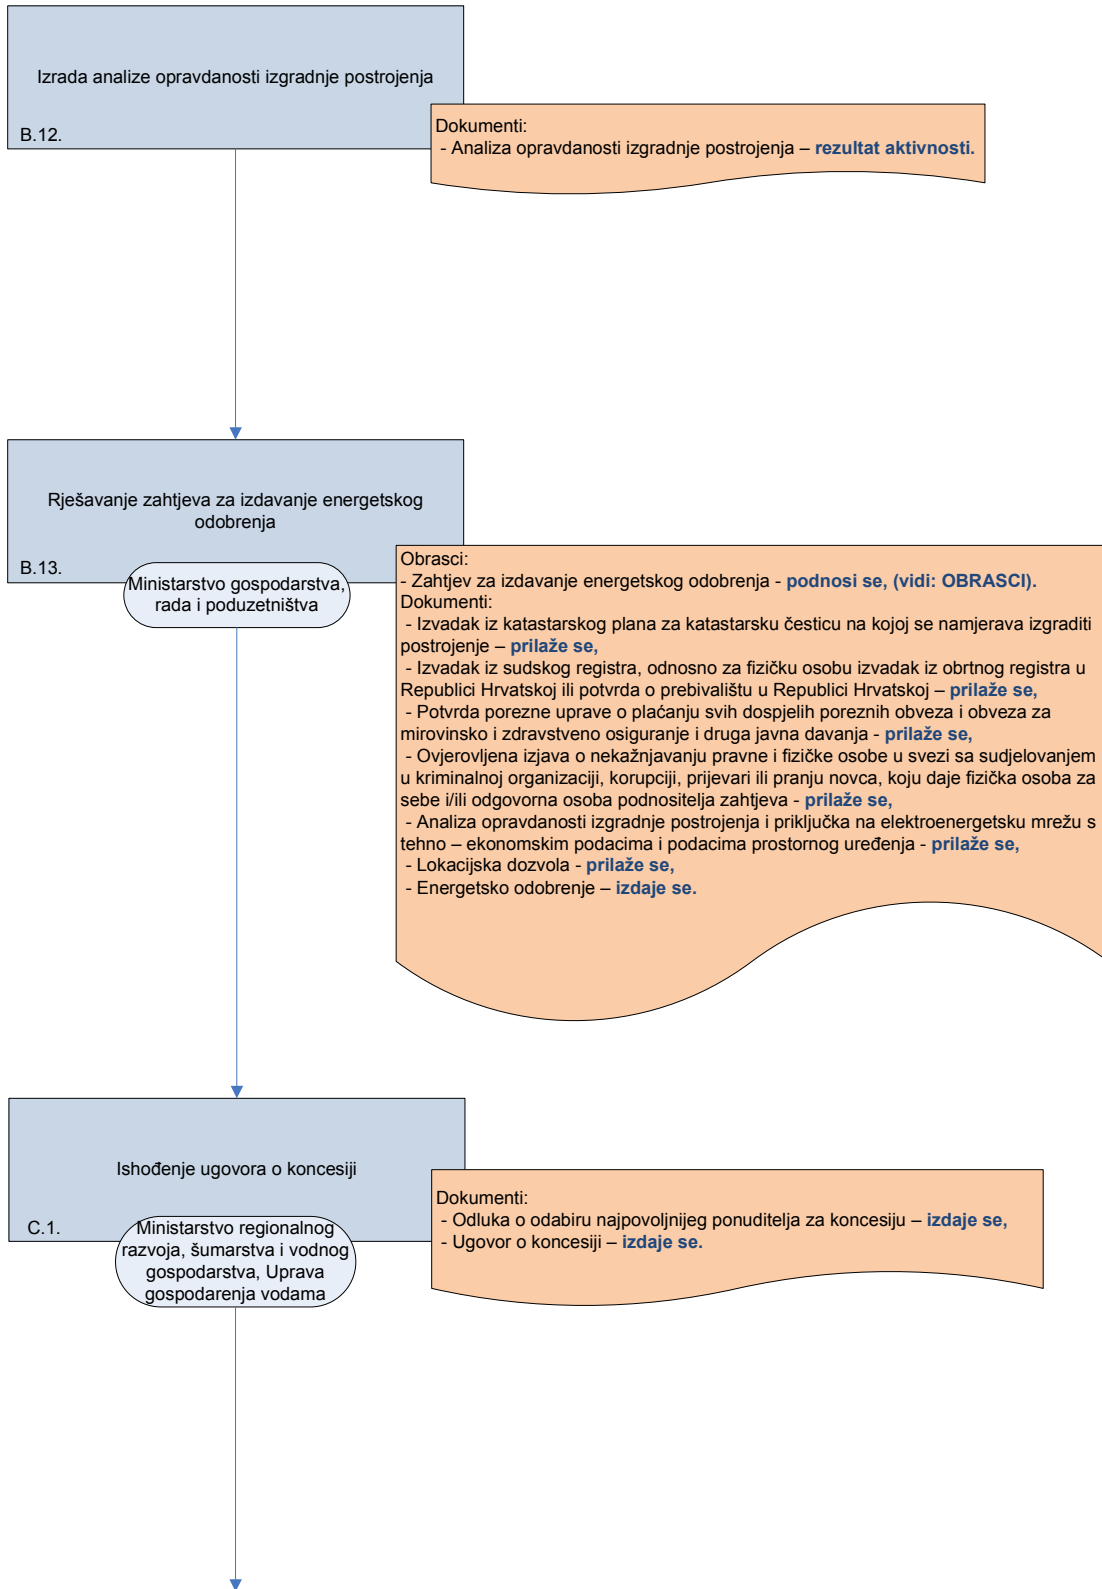 Izrada analize opravdanosti izgradnje postrojenja
B.12.
Dokumenti:
- Analiza opravdanosti izgradnje postrojenja – rezultat aktivnosti.
Rješavanje zahtjeva za izdavanje energetskog
odobrenja
B.13.
Ministarstvo gospodarstva,
rada i poduzetništva
Obrasci:
- Zahtjev za izdavanje energetskog odobrenja - podnosi se, (vidi: OBRASCI).
Dokumenti:
- Izvadak iz katastarskog plana za katastarsku česticu na kojoj se namjerava izgraditi
postrojenje – prilaže se,
- Izvadak iz sudskog registra, odnosno za fizičku osobu izvadak iz obrtnog registra u
Republici Hrvatskoj ili potvrda o prebivalištu u Republici Hrvatskoj – prilaže se,
- Potvrda porezne uprave o plaćanju svih dospjelih poreznih obveza i obveza za
mirovinsko i zdravstveno osiguranje i druga javna davanja - prilaže se,
- Ovjerovljena izjava o nekažnjavanju pravne i fizičke osobe u svezi sa sudjelovanjem
u kriminalnoj organizaciji, korupciji, prijevari ili pranju novca, koju daje fizička osoba za
sebe i/ili odgovorna osoba podnositelja zahtjeva - prilaže se,
- Analiza opravdanosti izgradnje postrojenja i priključka na elektroenergetsku mrežu s
tehno – ekonomskim podacima i podacima prostornog uređenja - prilaže se,
- Lokacijska dozvola - prilaže se,
- Energetsko odobrenje – izdaje se.
Ishođenje ugovora o koncesiji
C.1.
Ministarstvo regionalnog
razvoja, šumarstva i vodnog
gospodarstva, Uprava
gospodarenja vodama
Dokumenti:
- Odluka o odabiru najpovoljnijeg ponuditelja za koncesiju – izdaje se,
- Ugovor o koncesiji – izdaje se.